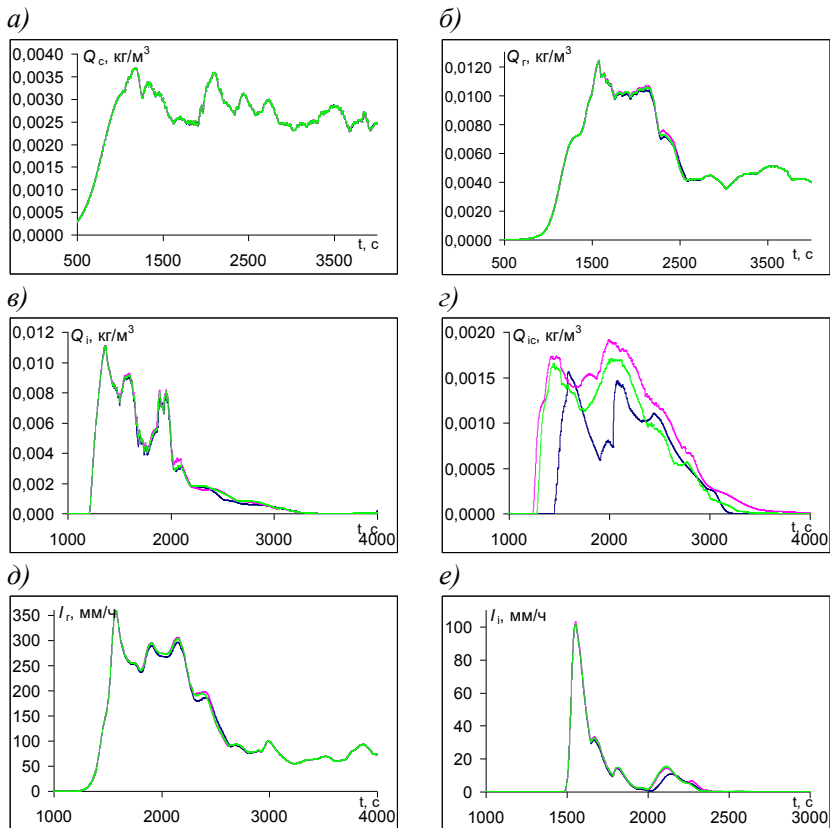 а)
Q c, кг/м³
0,0040
0,0035
0,0030
0,0025
0,0020
0,0015
0,0010
0,0005
0,0000
500 1500 2500 3500
t, с
б)
Q r, кг/м³
0,0120
0,0100
0,0080
0,0060
0,0040
0,0020
0,0000
500 1500 2500 3500
t, с
в)
Q i, кг/м³
0,012
0,010
0,008
0,006
0,004
0,002
0,000
1000 2000 3000 4000
t, с
г)
Q ic, кг/м³
0,0020
0,0015
0,0010
0,0005
0,0000
1000 2000 3000 4000
t, с
д)
I r, мм/ч
350
300
250
200
150
100
50
0
1000 2000 3000 4000
t, с
е)
I i, мм/ч
100
80
60
40
20
0
1000 1500 2000 2500 3000
t, с